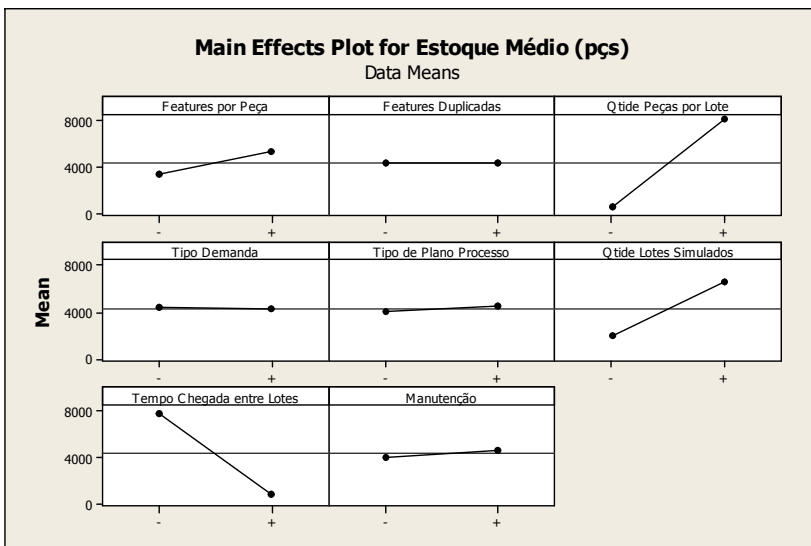 Main Effects Plot for Estoque Médio (pçs)
Data Means
Features por Peça Features Duplicadas Qtide Peças por Lote
8000
4000
0
- + - + - +
Tipo Demanda Tipo de Plano Processo Qtide Lotes Simulados
8000
4000
0
- + - + - +
Tempo Chegada entre Lotes Manutenção
8000
4000
0
- + - +
Mean